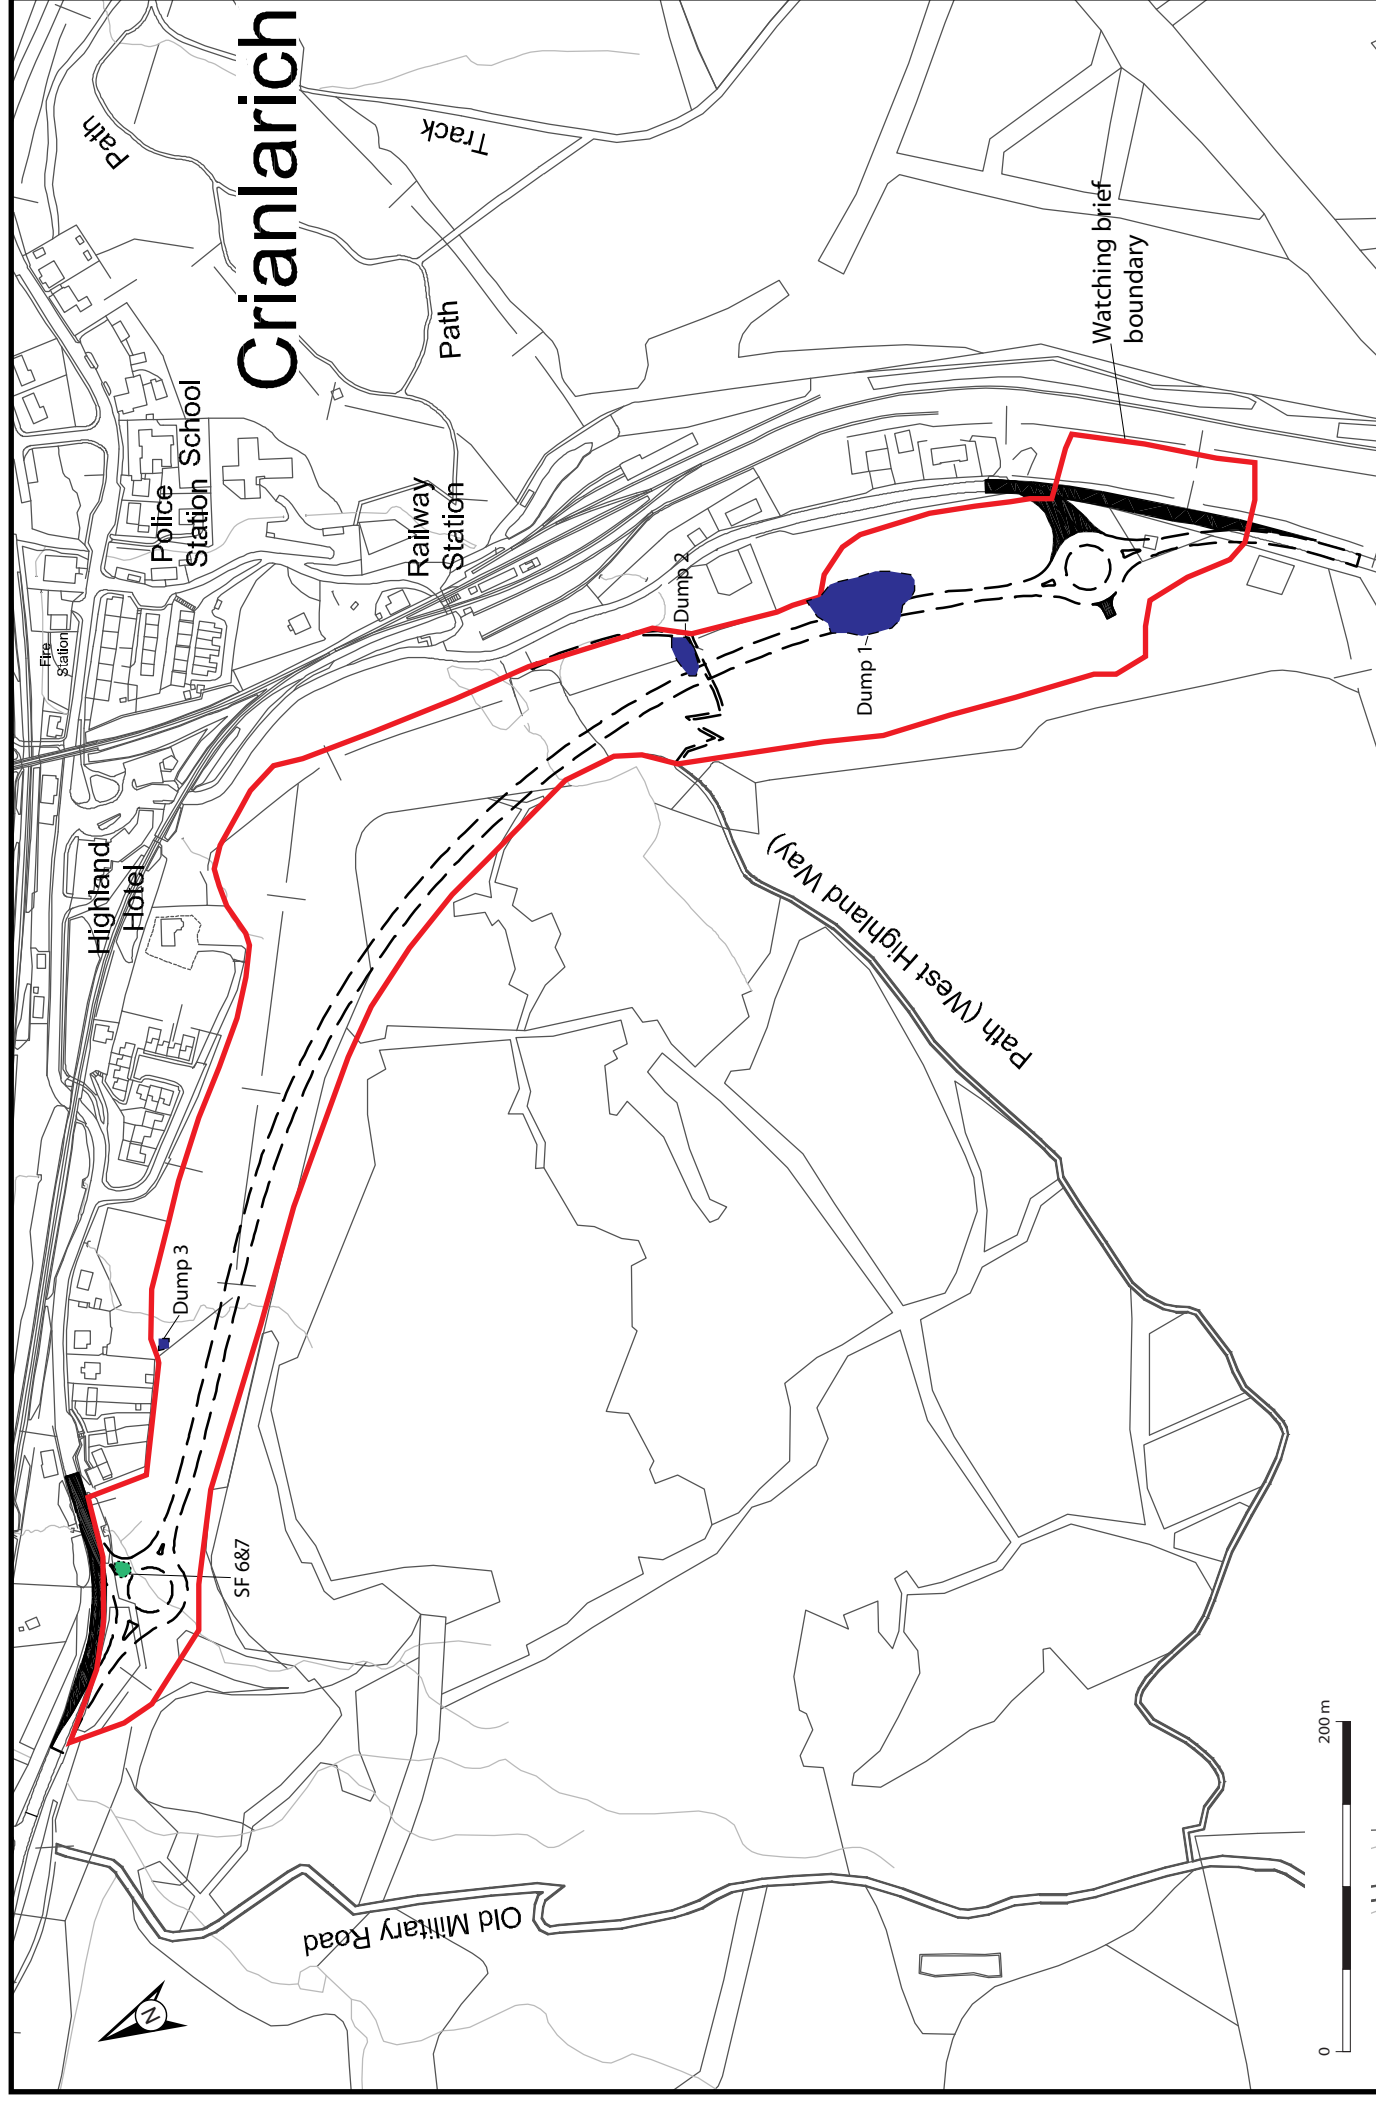 Crianlarich
Path
Track
Path
Police
Station
School
Railway
Station
Fire
Station
Highland
Hotel
Watching brief
boundary
Dump 2
Dump 1
Path (West Highland Way)
Dump 3
SF 6&7
Old Military Road
N
0
200 m